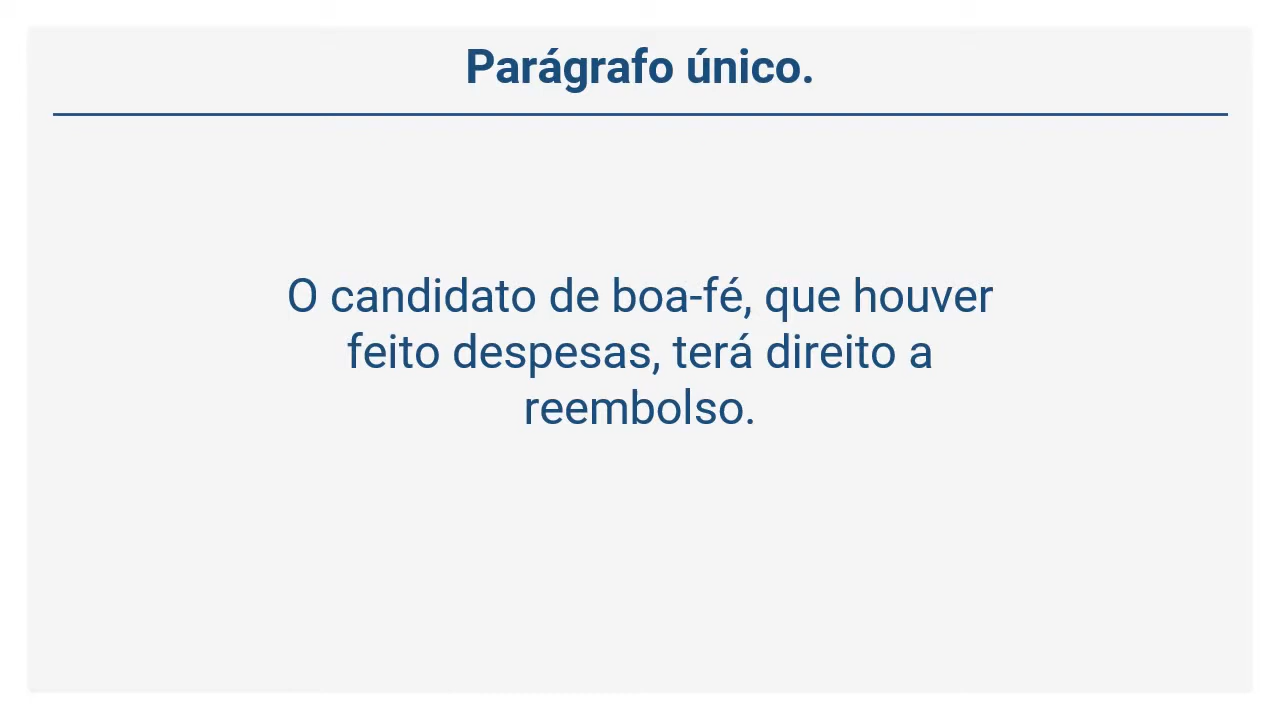 Parágrafo único.
O candidato de boa-fé, que houver
feito despesas, terá direito a
reembolso.